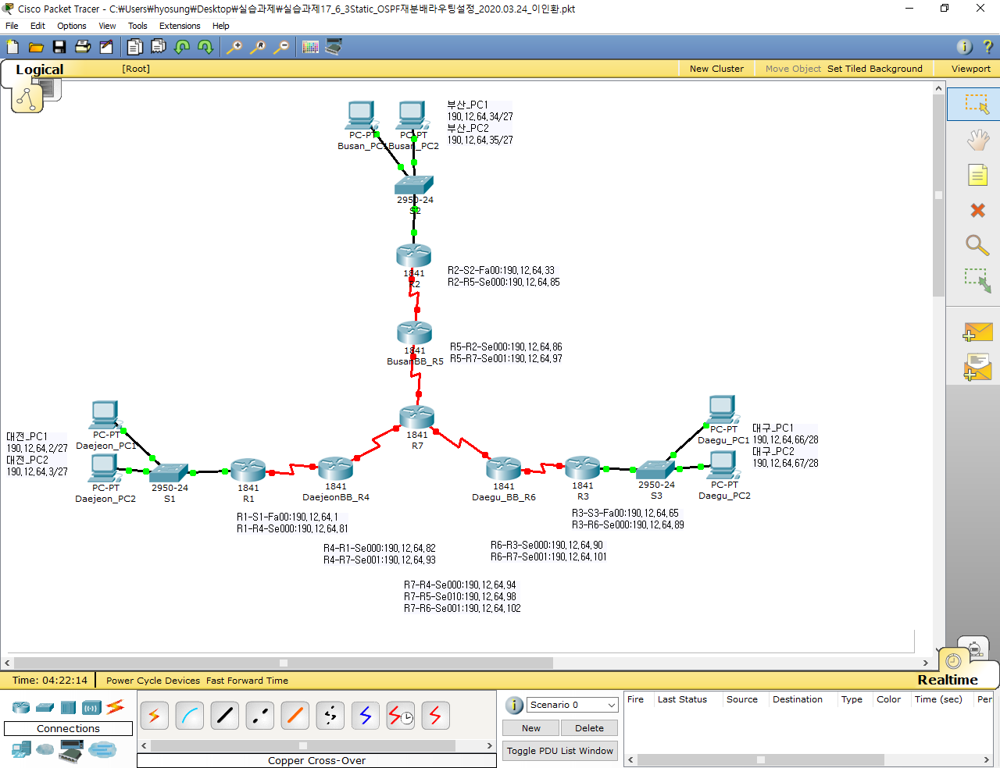 Cisco Packet Tracer - C:₩Users₩hyosung₩Desktop₩실습과제₩실습과제17_6_3Static_OSPF재분배라우팅설정_2020.03.24_이인환.pkt
File Edit Options View Tools Extensions Help
Logical [Root] New Cluster Move Object Set Tiled Background Viewport
부산_PC1
190.12.64.34/27
부산_PC2
190.12.64.35/27
PC-PT
Busan_PC1
PC-PT
Busan_PC2
2950-24
S2
1841
R2
R2-S2-Fa00:190.12.64.33
R2-R5-Se000:190.12.64.85
1841
BusanBB_R5
R5-R2-Se000:190.12.64.86
R5-R7-Se001:190.12.64.97
1841
R7
대전_PC1
190.12.64.2/27
대전_PC2
190.12.64.3/27
PC-PT
Daejeon_PC1
PC-PT
Daejeon_PC2
2950-24
S1
1841
R1
1841
DaejeonBB_R4
1841
Daegu_BB_R6
1841
R3
2950-24
S3
PC-PT
Daegu_PC1
PC-PT
Daegu_PC2
대구_PC1
190.12.64.66/28
대구_PC2
190.12.64.67/28
R1-S1-Fa00:190.12.64.1
R1-R4-Se000:190.12.64.81
R4-R1-Se000:190.12.64.82
R4-R7-Se001:190.12.64.93
R3-S3-Fa00:190.12.64.65
R3-R6-Se000:190.12.64.89
R6-R3-Se000:190.12.64.90
R6-R7-Se001:190.12.64.101
R7-R4-Se000:190.12.64.94
R7-R5-Se010:190.12.64.98
R7-R6-Se001:190.12.64.102
Time: 04:22:14 Power Cycle Devices Fast Forward Time Realtime
Connections
Copper Cross-Over
Scenario 0
New Delete
Toggle PDU List Window
Fire Last Status Source Destination Type Color Time (sec) Per